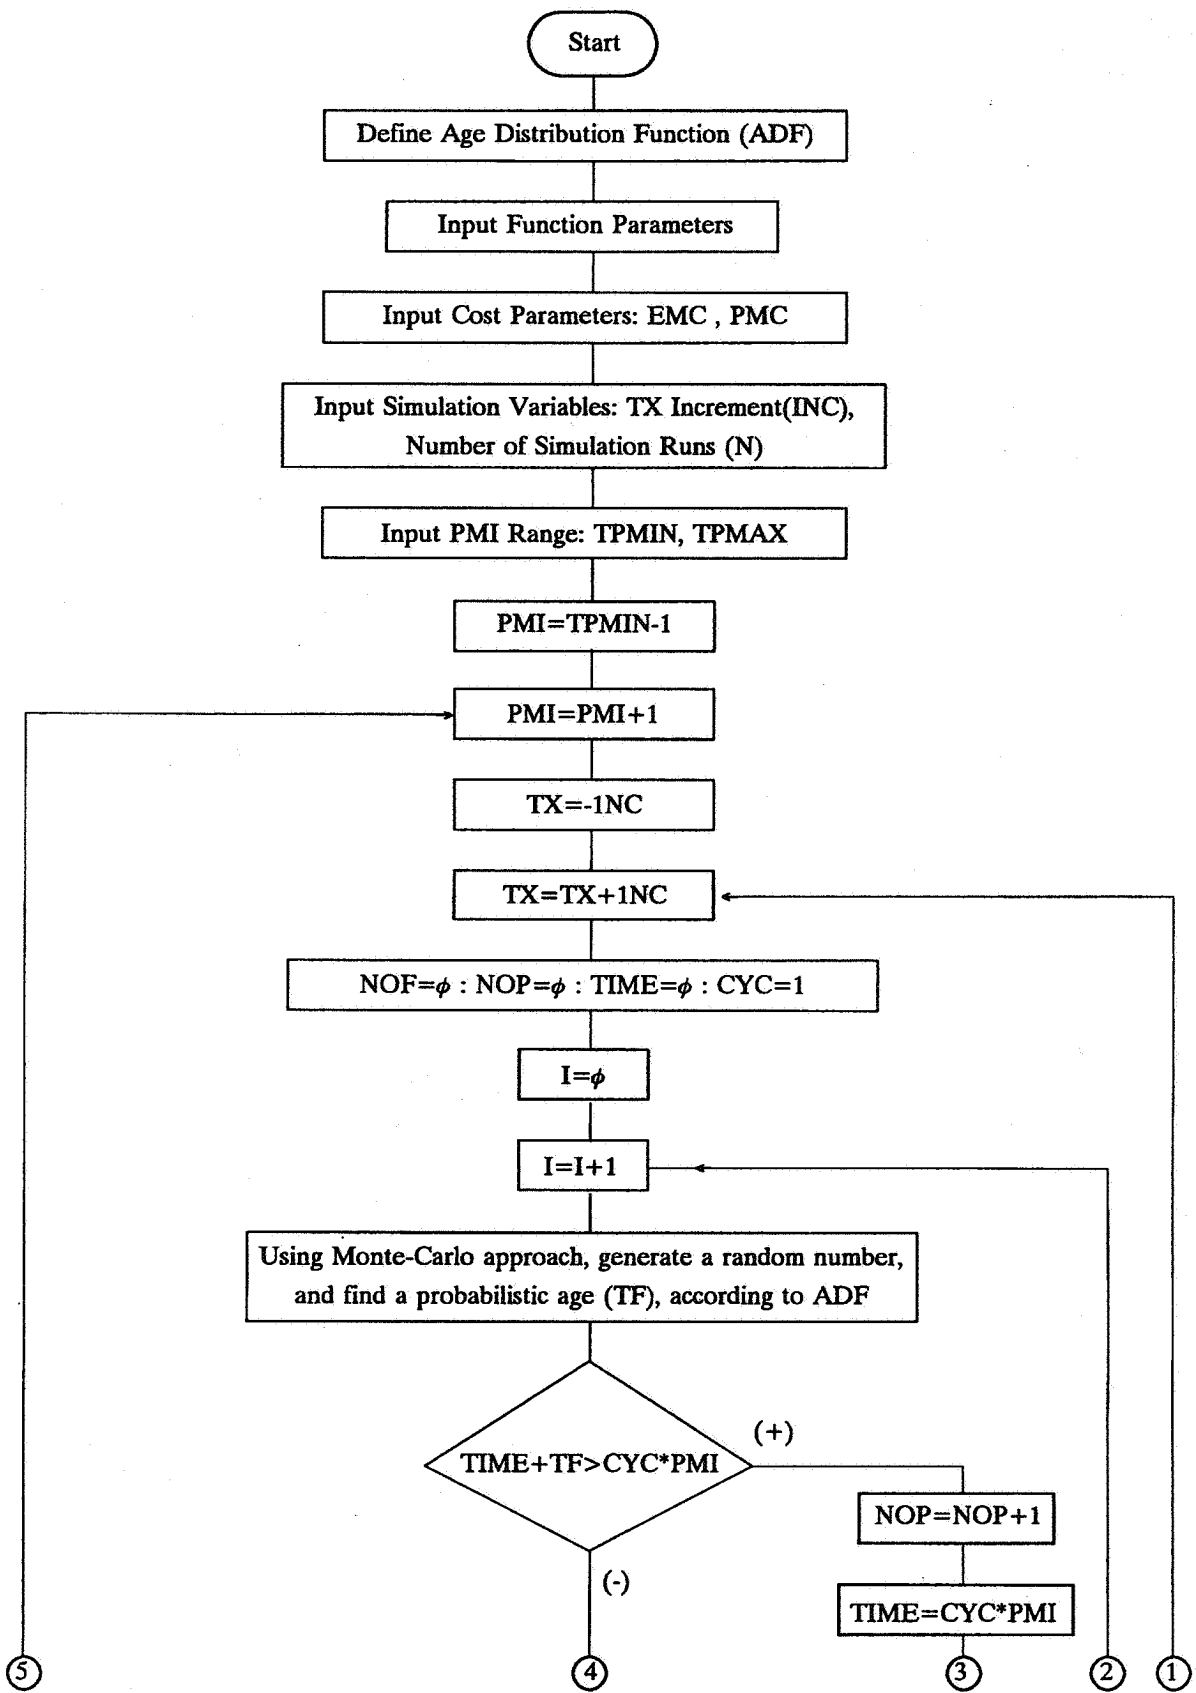 Start
Define Age Distribution Function (ADF)
Input Function Parameters
Input Cost Parameters: EMC , PMC
Input Simulation Variables: TX Increment(INC),
Number of Simulation Runs (N)
Input PMI Range: TPMIN, TPMAX
PMI=TPMIN-1
PMI=PMI+1
TX=-1NC
TX=TX+1NC
NOF=ϕ : NOP=ϕ : TIME=ϕ : CYC=1
I=ϕ
I=I+1
Using Monte-Carlo approach, generate a random number,
and find a probabilistic age (TF), according to ADF
(+)
TIME+TF>CYC*PMI
NOP=NOP+1
(-)
TIME=CYC*PMI
5 4 3 2 1